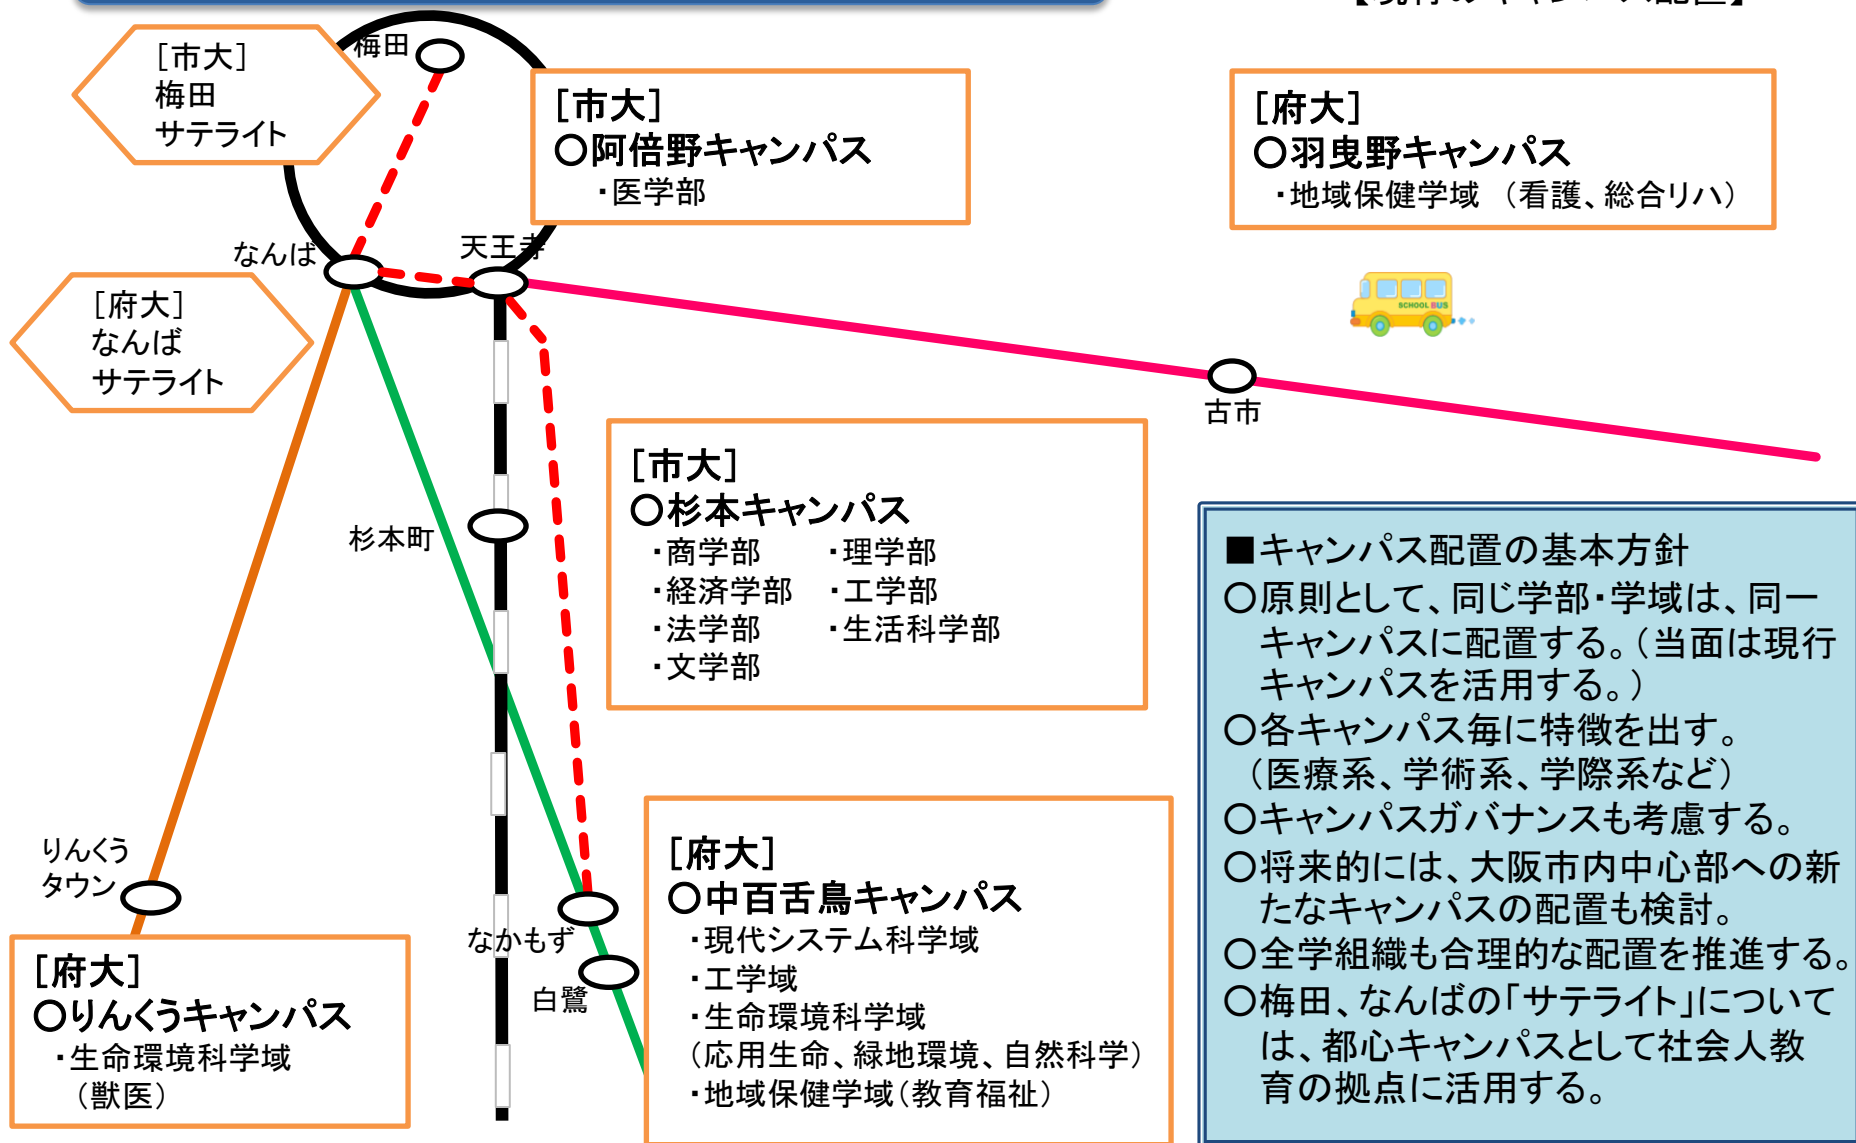 【現行のキャンパス配置】
梅田
［市大］
梅田
サテライト
［市大］
○阿倍野キャンパス
・医学部
［府大］
○羽曳野キャンパス
・地域保健学域　（看護、総合リハ）
なんば
天王寺
［府大］
なんば
サテライト
SCHOOL BUS
古市
杉本町
［市大］
○杉本キャンパス
・商学部　　・理学部
・経済学部　・工学部
・法学部　　・生活科学部
・文学部
■キャンパス配置の基本方針
○原則として、同じ学部・学域は、同一
キャンパスに配置する。（当面は現行
キャンパスを活用する。）
○各キャンパス毎に特徴を出す。
（医療系、学術系、学際系など）
○キャンパスガバナンスも考慮する。
○将来的には、大阪市内中心部への新
たなキャンパスの配置も検討。
○全学組織も合理的な配置を推進する。
○梅田、なんばの「サテライト」について
は、都心キャンパスとして社会人教
育の拠点に活用する。
りんくう
タウン
［府大］
○りんくうキャンパス
・生命環境科学域
（獣医）
なかもず
白鷺
［府大］
○中百舌鳥キャンパス
・現代システム科学域
・工学域
・生命環境科学域
（応用生命、緑地環境、自然科学）
・地域保健学域（教育福祉）